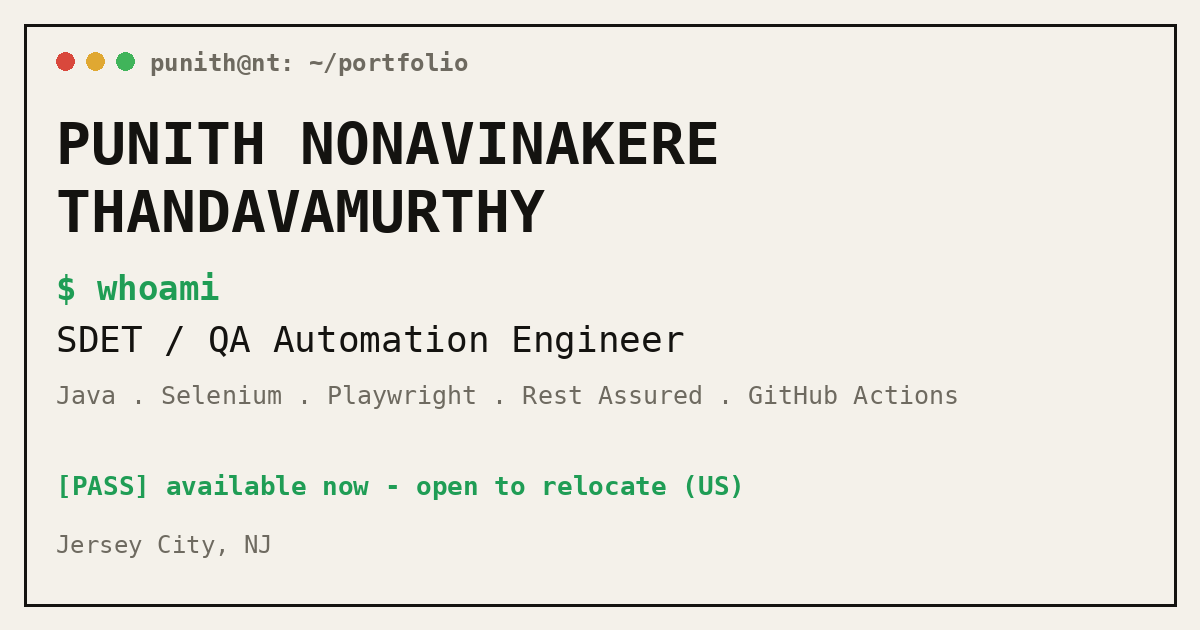 punith@nt: ~/portfolio
PUNITH NONAVINAKERE
THANDAVAMURTHY
$ whoami
SDET / QA Automation Engineer
Java . Selenium . Playwright . Rest Assured . GitHub Actions
[PASS] available now - open to relocate (US)
Jersey City, NJ